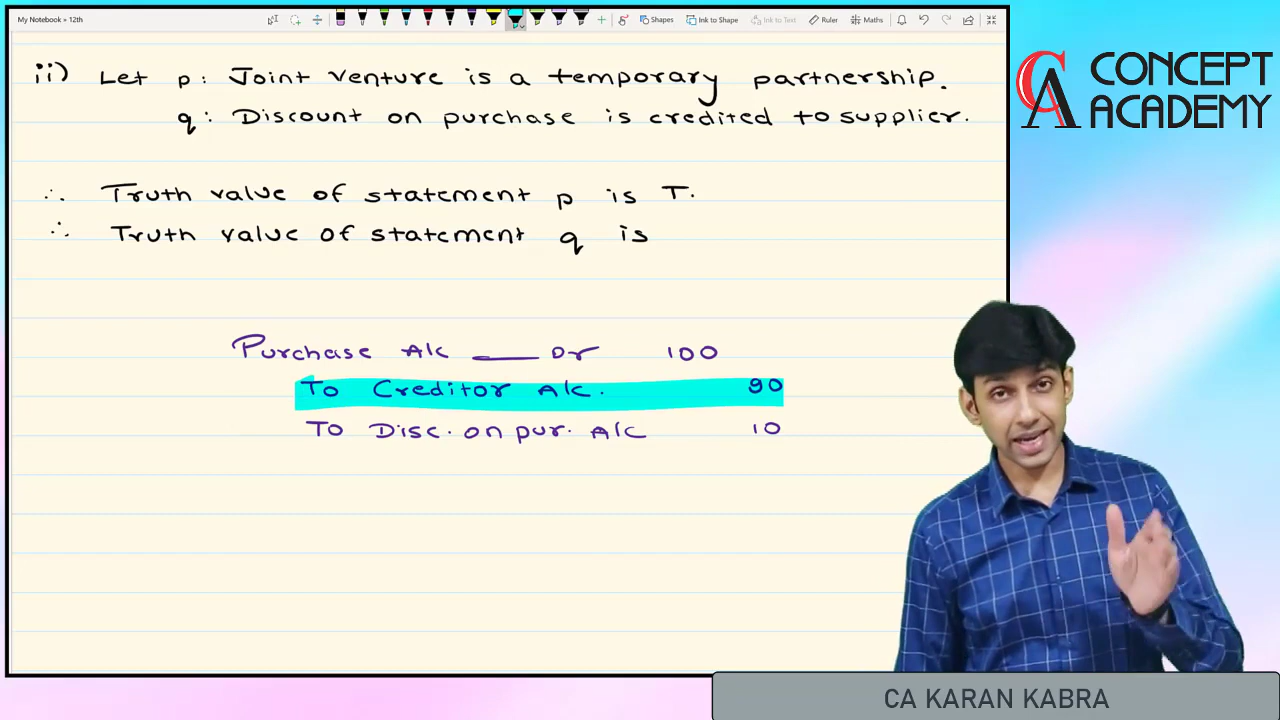 My Notebook » 12th
Shapes
Ink to Shape
Ink to Text
Ruler
Maths
CONCEPT
ACADEMY
ii) Let p: Joint venture is a temporary partnership.
q: Discount on purchase is credited to supplier.
∴ Truth value of statement p is T.
∴ Truth value of statement q is
Purchase A/c —— Dr 100
To Creditor A/c. 90
To Disc. on pur. A/c 10
CA KARAN KABRA